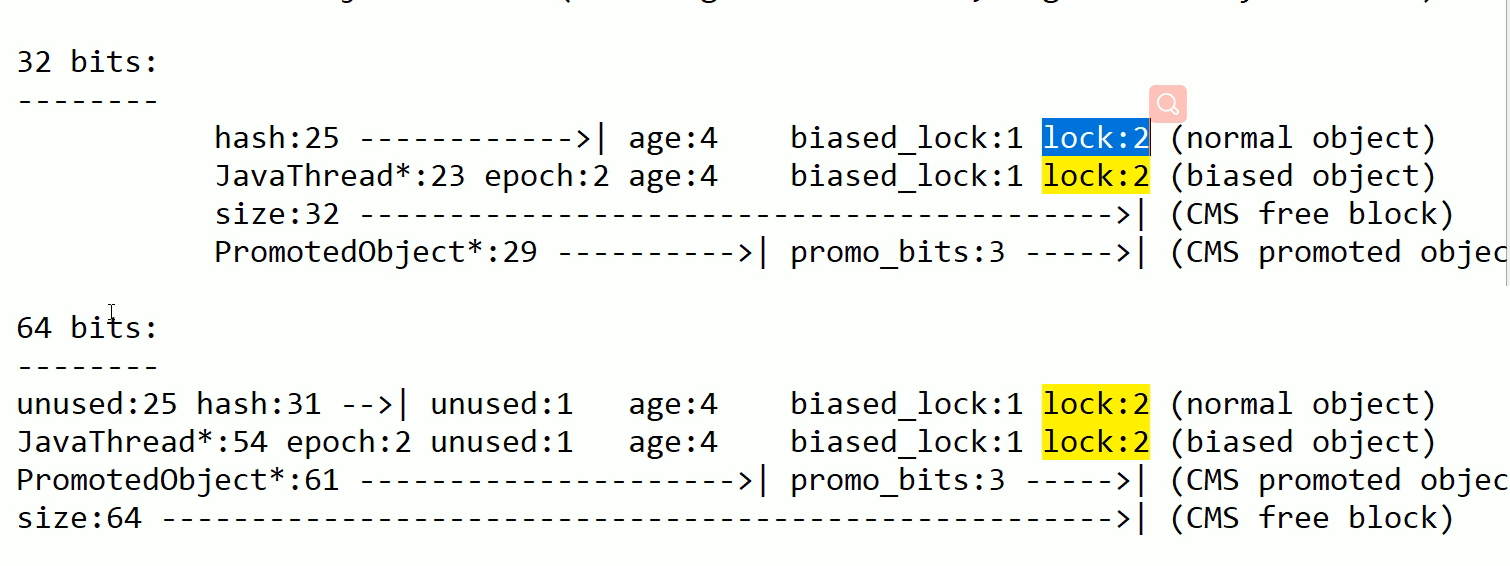 32 bits:
--------
hash:25 ------------>| age:4    biased_lock:1 lock:2 (normal object)
JavaThread*:23 epoch:2 age:4    biased_lock:1 lock:2 (biased object)
size:32 ------------------------------------------>| (CMS free block)
PromotedObject*:29 ---------->| promo_bits:3 ----->| (CMS promoted objec
64 bits:
--------
unused:25 hash:31 -->| unused:1   age:4    biased_lock:1 lock:2 (normal object)
JavaThread*:54 epoch:2 unused:1   age:4    biased_lock:1 lock:2 (biased object)
PromotedObject*:61 --------------------->| promo_bits:3 ----->| (CMS promoted objec
size:64 ----------------------------------------------------->| (CMS free block)